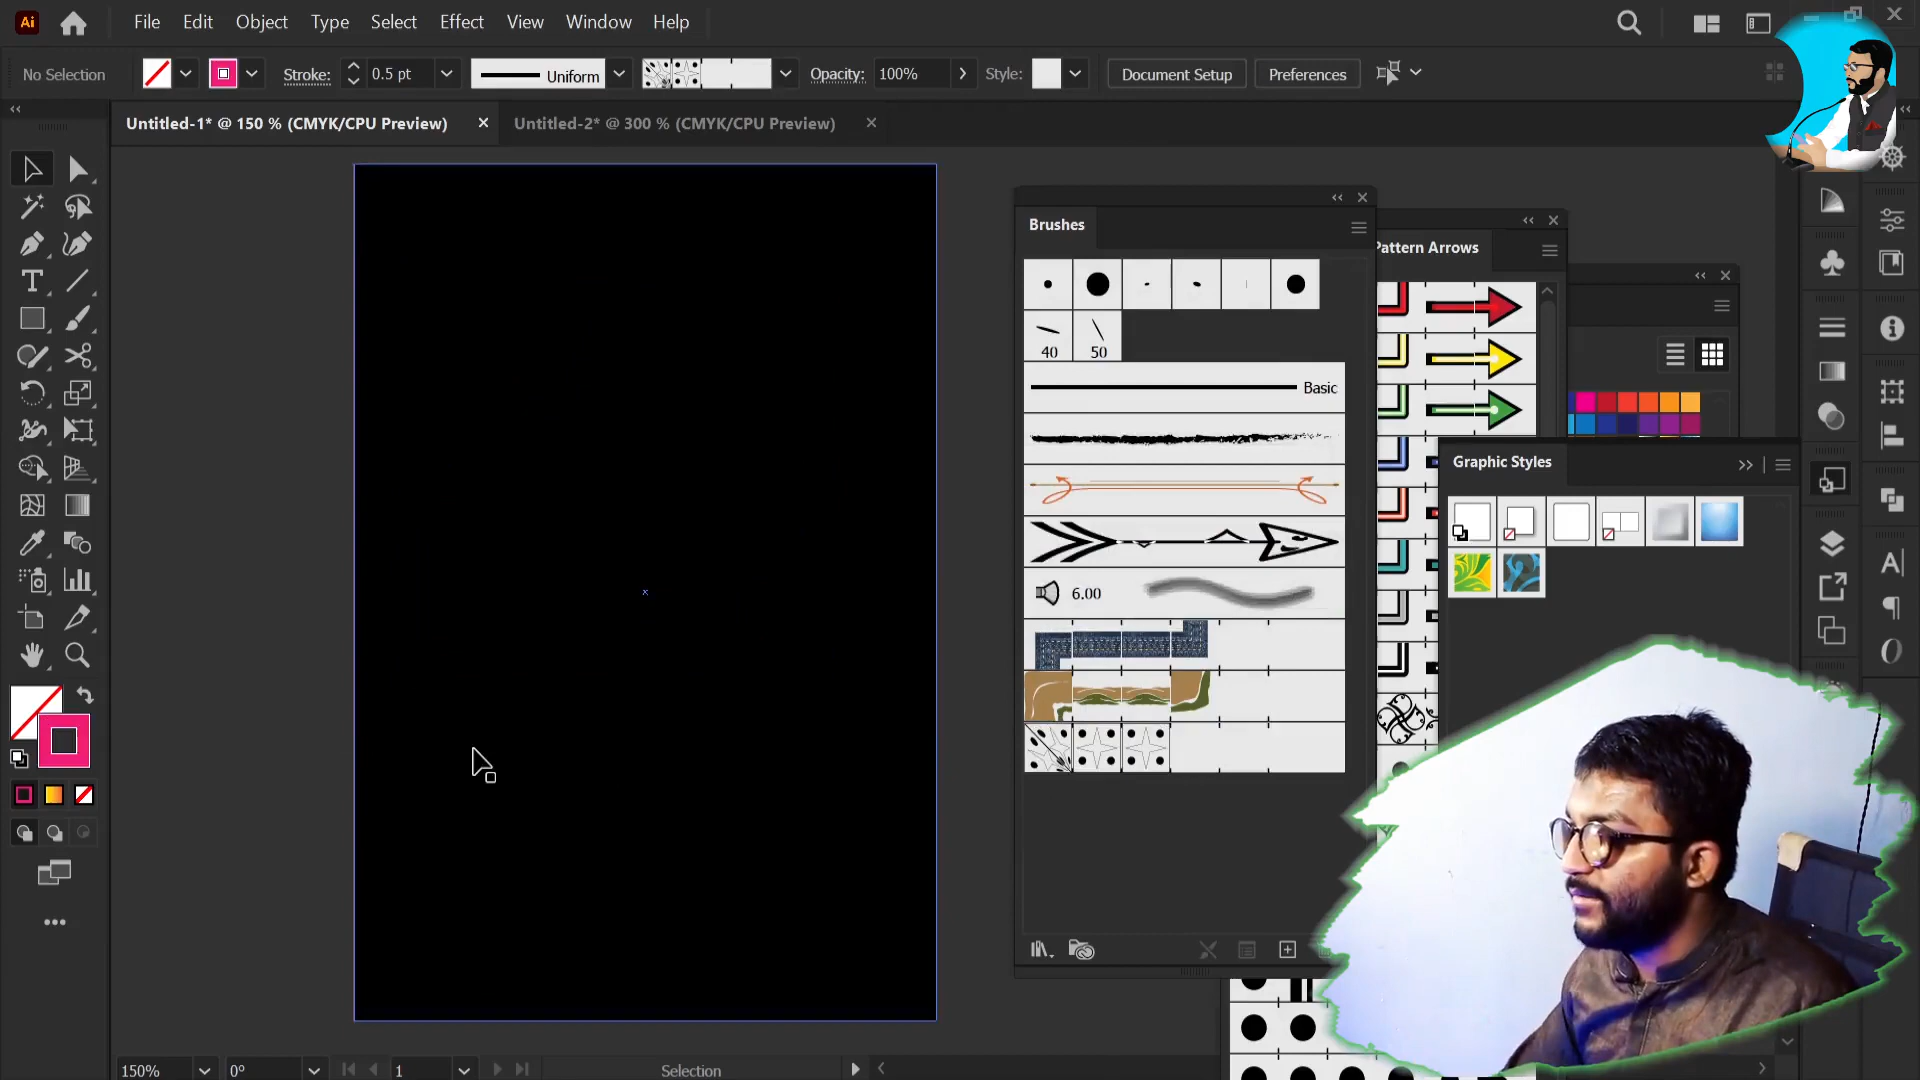 Ai File Edit Object Type Select Effect View Window Help
No Selection Stroke: 0.5 pt Uniform Opacity: 100% Style: Document Setup Preferences
Untitled-1* @ 150 % (CMYK/CPU Preview) Untitled-2* @ 300 % (CMYK/CPU Preview)
Brushes
Pattern Arrows
40 50
Basic
Graphic Styles
6.00
150% 0° 1 Selection